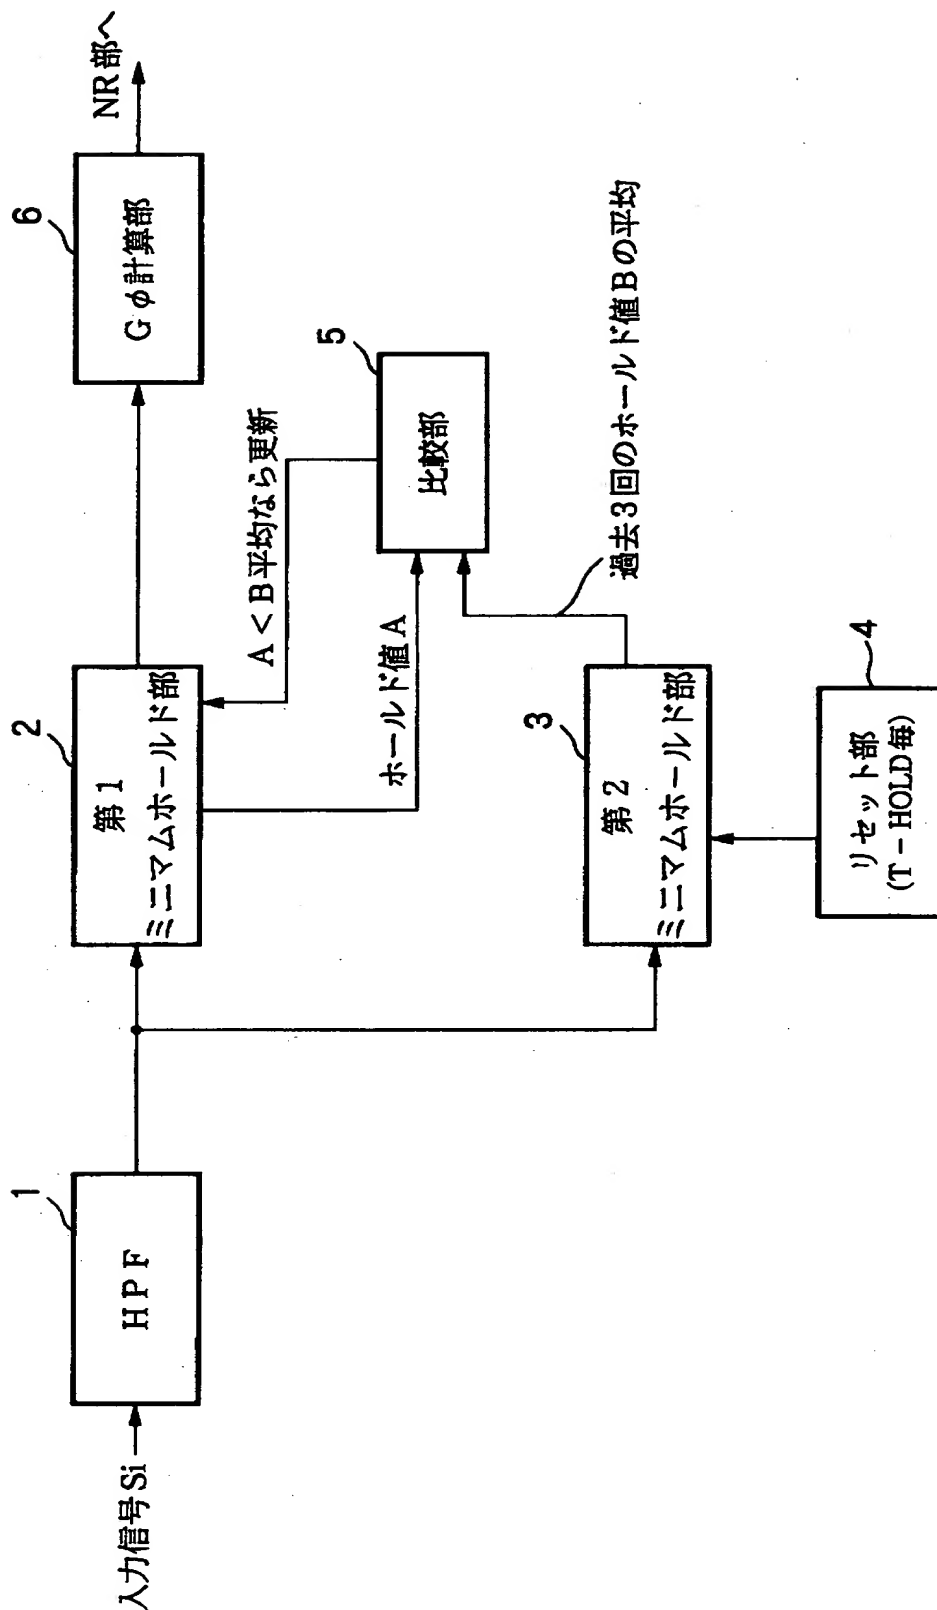 入力信号Si
1
HPF
2
第1
ミニマムホールド部
6
Gφ計算部
NR部へ
A<B平均なら更新
ホールド値A
5
比較部
3
第2
ミニマムホールド部
過去3回のホールド値Bの平均
4
リセット部
(T-HOLD毎)